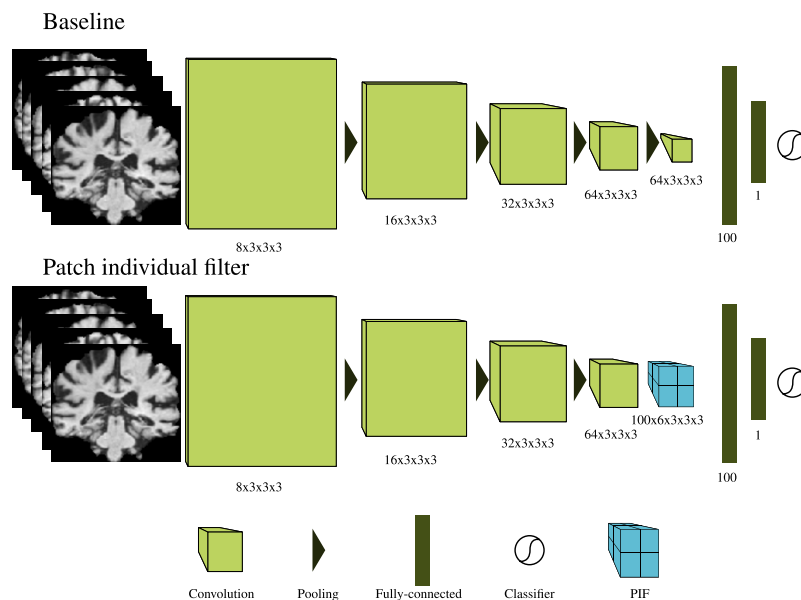 Baseline
8x3x3x3
16x3x3x3
32x3x3x3
64x3x3x3
64x3x3x3
100
1
Patch individual filter
8x3x3x3
16x3x3x3
32x3x3x3
64x3x3x3
100x6x3x3x3
100
1
Convolution
Pooling
Fully-connected
Classifier
PIF